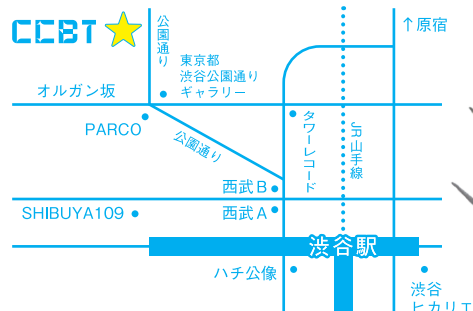 CCBT
公園通り
↑原宿
東京都
渋谷公園通り
ギャラリー
オルガン坂
PARCO
公園通り
タワーレコード
JR山手線
西武B
SHIBUYA109
西武A
渋谷駅
ハチ公像
渋谷
ヒカリエ